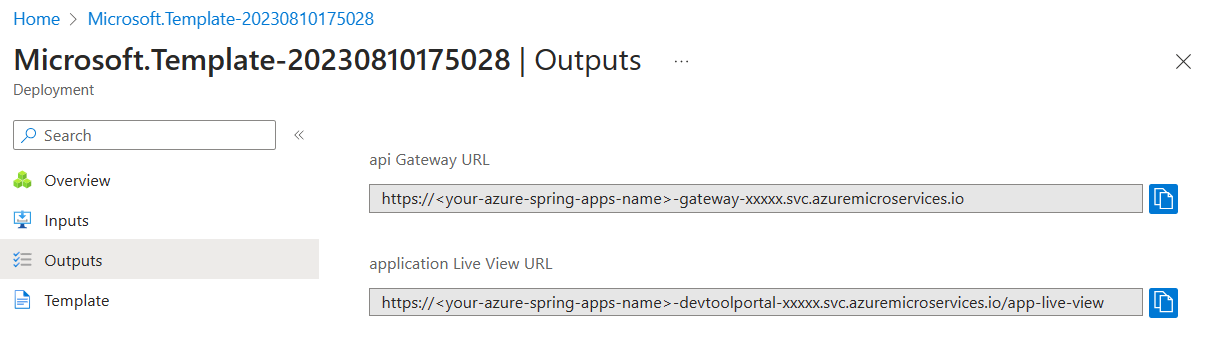 Home > Microsoft.Template-20230810175028
Microsoft.Template-20230810175028 | Outputs ...
Deployment
Search «
Overview
Inputs
Outputs
Template
api Gateway URL
https://<your-azure-spring-apps-name>-gateway-xxxxx.svc.azuremicroservices.io
application Live View URL
https://<your-azure-spring-apps-name>-devtoolportal-xxxxx.svc.azuremicroservices.io/app-live-view